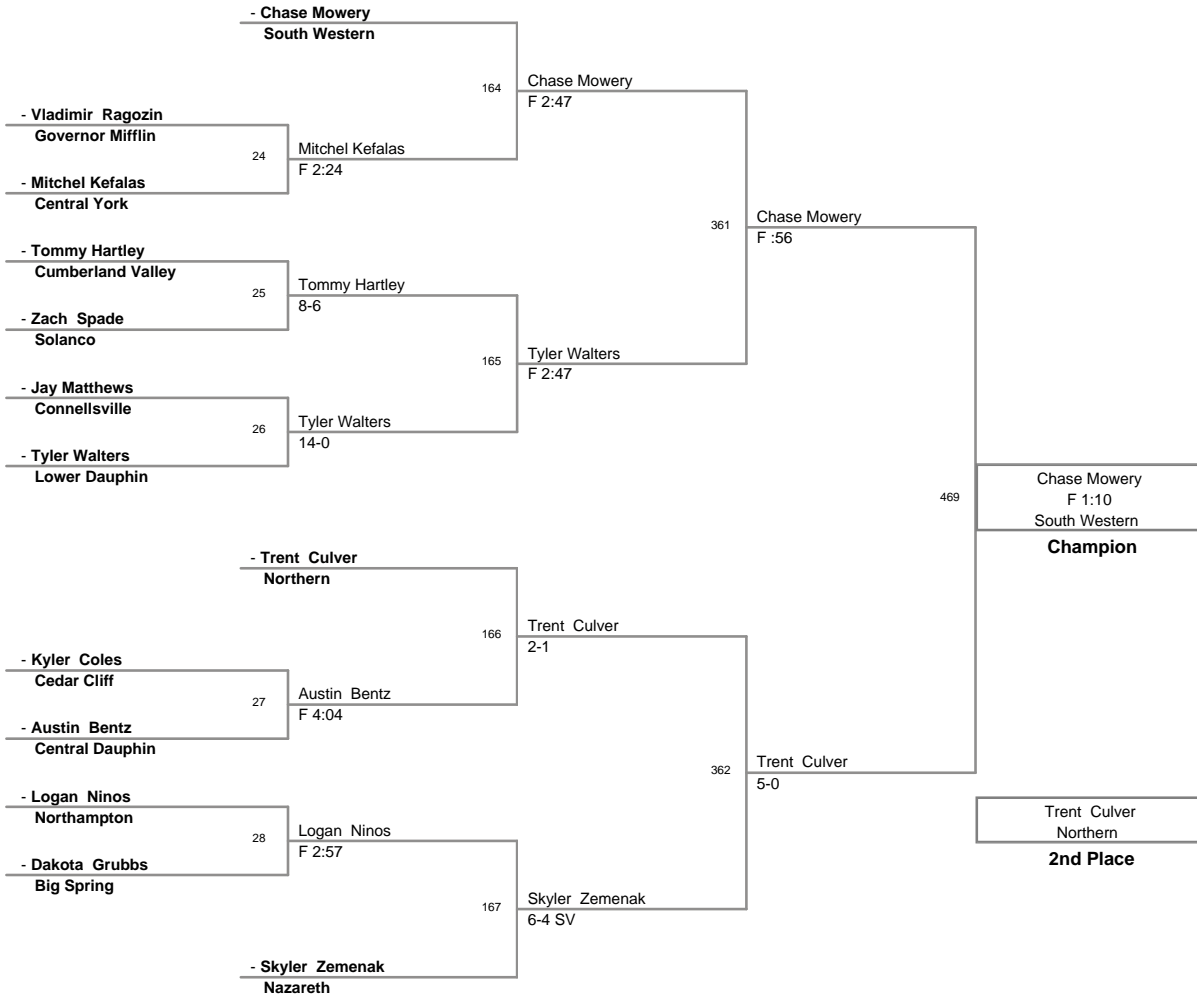 - Chase Mowery
South Western
164
Chase Mowery
F 2:47
- Vladimir Ragozin
Governor Mifflin
24
Mitchel Kefalas
F 2:24
- Mitchel Kefalas
Central York
361
Chase Mowery
F :56
- Tommy Hartley
Cumberland Valley
25
Tommy Hartley
8-6
- Zach Spade
Solanco
165
Tyler Walters
F 2:47
- Jay Matthews
Connellsville
26
Tyler Walters
14-0
- Tyler Walters
Lower Dauphin
469
Chase Mowery
F 1:10
South Western
Champion
- Trent Culver
Northern
166
Trent Culver
2-1
- Kyler Coles
Cedar Cliff
27
Austin Bentz
F 4:04
- Austin Bentz
Central Dauphin
362
Trent Culver
5-0
- Logan Ninos
Northampton
28
Logan Ninos
F 2:57
- Dakota Grubbs
Big Spring
Trent Culver
Northern
2nd Place
167
Skyler Zemenak
6-4 SV
- Skyler Zemenak
Nazareth